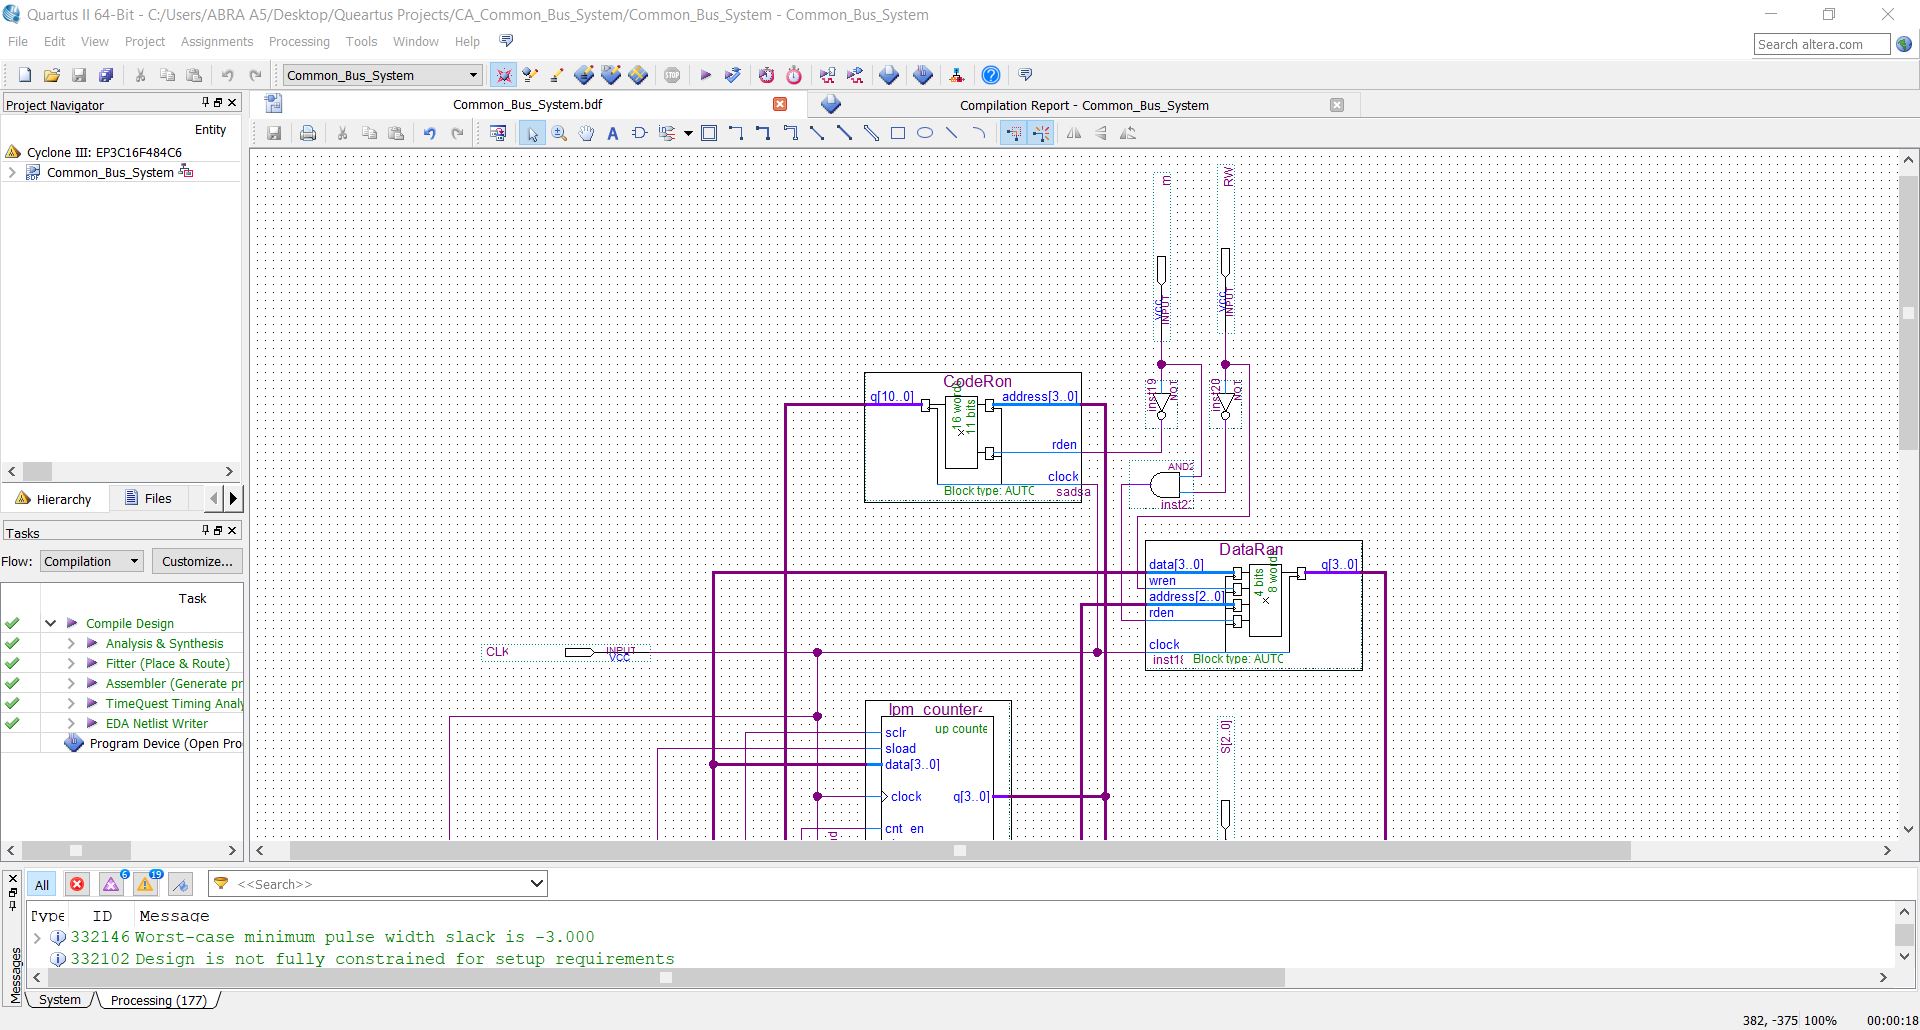 Quartus II 64-Bit - C:/Users/ABRA A5/Desktop/Queartus Projects/CA_Common_Bus_System/Common_Bus_System - Common_Bus_System
File Edit View Project Assignments Processing Tools Window Help
Search altera.com
Common_Bus_System
STOP
Project Navigator
Common_Bus_System.bdf
Compilation Report - Common_Bus_System
Entity
Cyclone III: EP3C16F484C6
Common_Bus_System
Hierarchy
Files
Tasks
Flow: Compilation Customize...
Task
Compile Design
Analysis & Synthesis
Fitter (Place & Route)
Assembler (Generate pr
TimeQuest Timing Analy
EDA Netlist Writer
Program Device (Open Pro
m
RW
VCC
INPUT
VCC
INPUT
CodeRon
q[10..0]
address[3..0]
16 words
11 bits
rden
clock
Block type: AUTO
sadsa
inst19
NOT
inst20
NOT
AND2
inst2
DataRam
data[3..0]
q[3..0]
wren
address[2..0]
rden
4 bits
8 words
clock
inst18
Block type: AUTO
CLK
INPUT
VCC
lpm_counter4
sclr
up counte
sload
data[3..0]
clock
q[3..0]
cnt_en
S[2..0]
All
6
19
<<Search>>
Type ID Message
332146 Worst-case minimum pulse width slack is -3.000
332102 Design is not fully constrained for setup requirements
Messages
System
Processing (177)
382, -375 100% 00:00:18